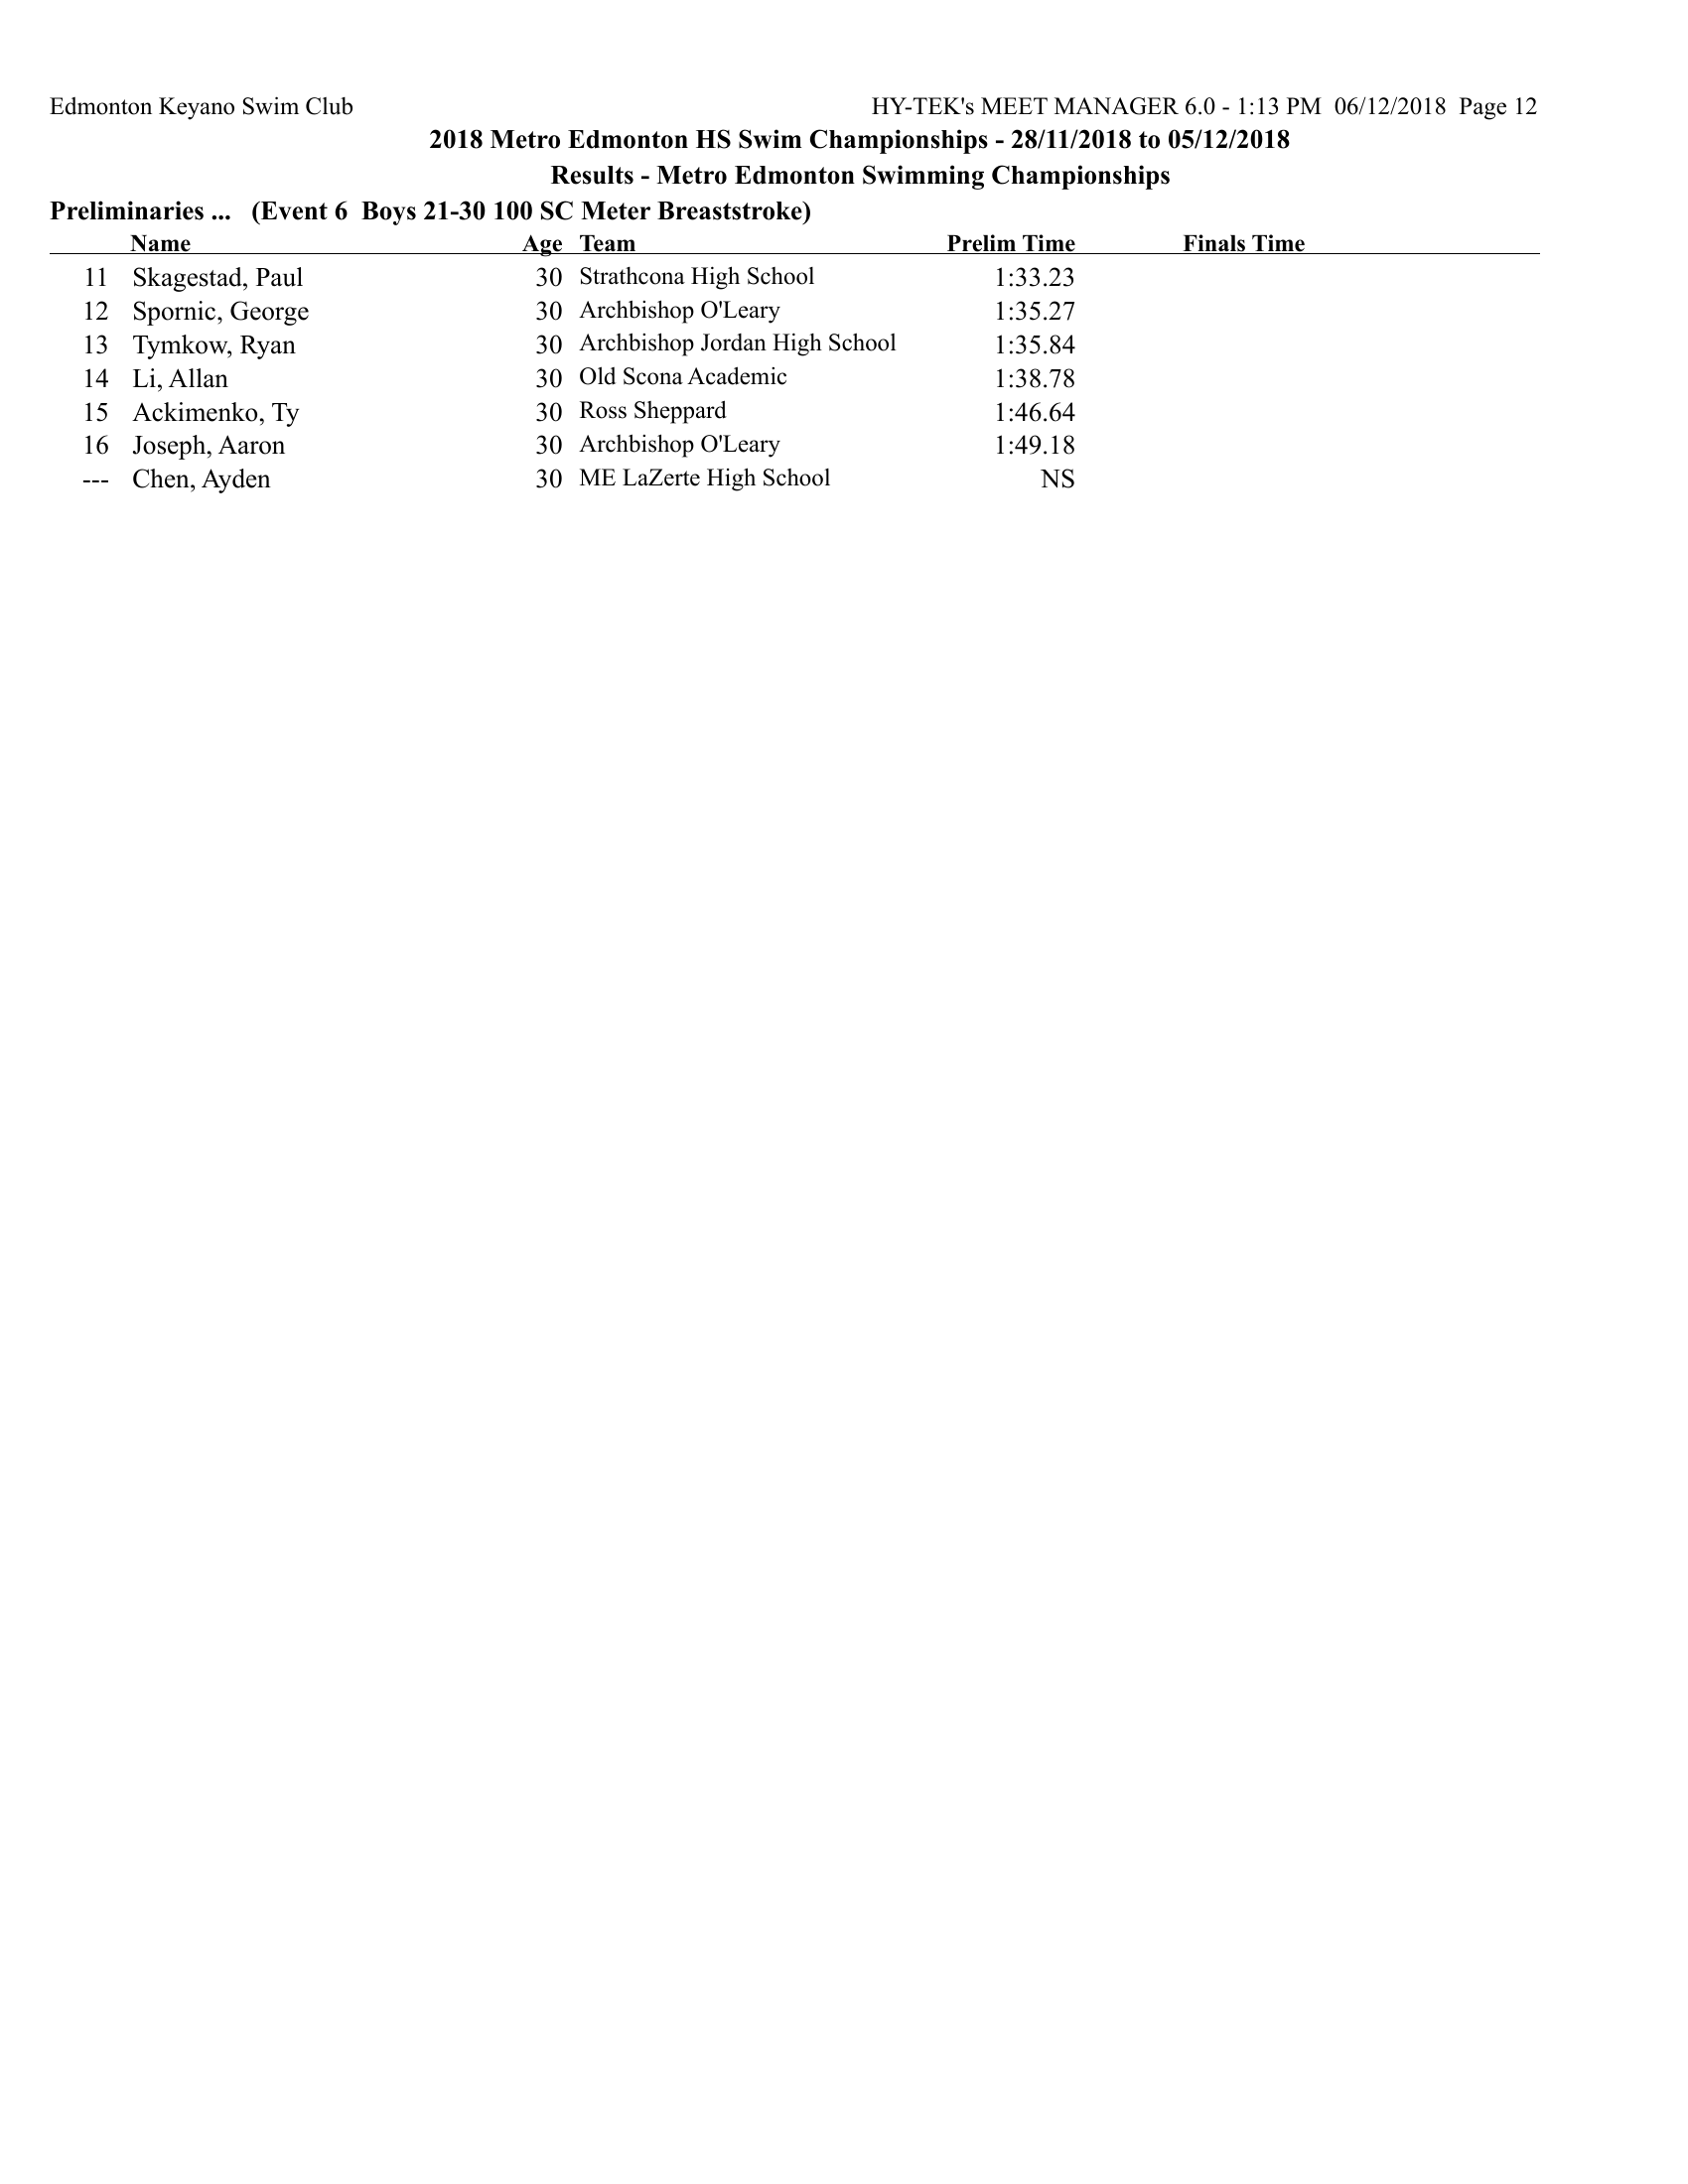 Edmonton Keyano Swim Club HY-TEK's MEET MANAGER 6.0 - 1:13 PM 06/12/2018 Page 12
2018 Metro Edmonton HS Swim Championships - 28/11/2018 to 05/12/2018
Results - Metro Edmonton Swimming Championships
Preliminaries ... (Event 6 Boys 21-30 100 SC Meter Breaststroke)
Name Age Team Prelim Time Finals Time
11 Skagestad, Paul 30 Strathcona High School 1:33.23
12 Spornic, George 30 Archbishop O'Leary 1:35.27
13 Tymkow, Ryan 30 Archbishop Jordan High School 1:35.84
14 Li, Allan 30 Old Scona Academic 1:38.78
15 Ackimenko, Ty 30 Ross Sheppard 1:46.64
16 Joseph, Aaron 30 Archbishop O'Leary 1:49.18
--- Chen, Ayden 30 ME LaZerte High School NS